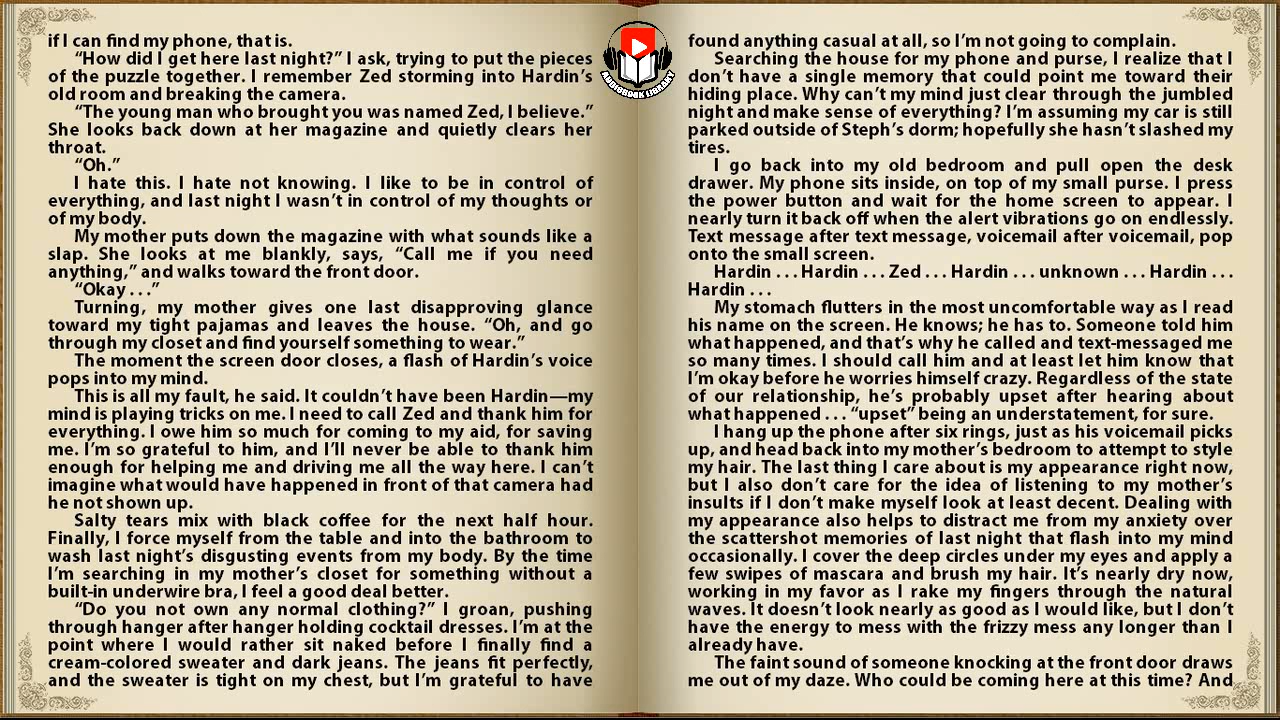 if I can find my phone, that is.
“How did I get here last night?” I ask, trying to put the pieces
of the puzzle together. I remember Zed storming into Hardin’s
old room and breaking the camera.
“The young man who brought you was named Zed, I believe.”
She looks back down at her magazine and quietly clears her
throat.
“Oh.”
I hate this. I hate not knowing. I like to be in control of
everything, and last night I wasn’t in control of my thoughts or
of my body.
My mother puts down the magazine with what sounds like a
slap. She looks at me blankly, says, “Call me if you need
anything,” and walks toward the front door.
“Okay . . .”
Turning, my mother gives one last disapproving glance
toward my tight pajamas and leaves the house. “Oh, and go
through my closet and find yourself something to wear.”
The moment the screen door closes, a flash of Hardin’s voice
pops into my mind.
This is all my fault, he said. It couldn’t have been Hardin—my
mind is playing tricks on me. I need to call Zed and thank him for
everything. I owe him so much for coming to my aid, for saving
me. I’m so grateful to him, and I’ll never be able to thank him
enough for helping me and driving me all the way here. I can’t
imagine what would have happened in front of that camera had
he not shown up.
Salty tears mix with black coffee for the next half hour.
Finally, I force myself from the table and into the bathroom to
wash last night’s disgusting events from my body. By the time
I’m searching in my mother’s closet for something without a
built-in underwire bra, I feel a good deal better.
“Do you not own any normal clothing?” I groan, pushing
through hanger after hanger holding cocktail dresses. I’m at the
point where I would rather sit naked before I finally find a
cream-colored sweater and dark jeans. The jeans fit perfectly,
and the sweater is tight on my chest, but I’m grateful to have
AUDIOBOOK LIBRARY
found anything casual at all, so I’m not going to complain.
Searching the house for my phone and purse, I realize that I
don’t have a single memory that could point me toward their
hiding place. Why can’t my mind just clear through the jumbled
night and make sense of everything? I’m assuming my car is still
parked outside of Steph’s dorm; hopefully she hasn’t slashed my
tires.
I go back into my old bedroom and pull open the desk
drawer. My phone sits inside, on top of my small purse. I press
the power button and wait for the home screen to appear. I
nearly turn it back off when the alert vibrations go on endlessly.
Text message after text message, voicemail after voicemail, pop
onto the small screen.
Hardin . . . Hardin . . . Zed . . . Hardin . . . unknown . . . Hardin . . .
Hardin . . .
My stomach flutters in the most uncomfortable way as I read
his name on the screen. He knows; he has to. Someone told him
what happened, and that’s why he called and text-messaged me
so many times. I should call him and at least let him know that
I’m okay before he worries himself crazy. Regardless of the state
of our relationship, he’s probably upset after hearing about
what happened . . . “upset” being an understatement, for sure.
I hang up the phone after six rings, just as his voicemail picks
up, and head back into my mother’s bedroom to attempt to style
my hair. The last thing I care about is my appearance right now,
but I also don’t care for the idea of listening to my mother’s
insults if I don’t make myself look at least decent. Dealing with
my appearance also helps to distract me from my anxiety over
the scattershot memories of last night that flash into my mind
occasionally. I cover the deep circles under my eyes and apply a
few swipes of mascara and brush my hair. It’s nearly dry now,
working in my favor as I rake my fingers through the natural
waves. It doesn’t look nearly as good as I would like, but I don’t
have the energy to mess with the frizzy mess any longer than I
already have.
The faint sound of someone knocking at the front door draws
me out of my daze. Who could be coming here at this time? And